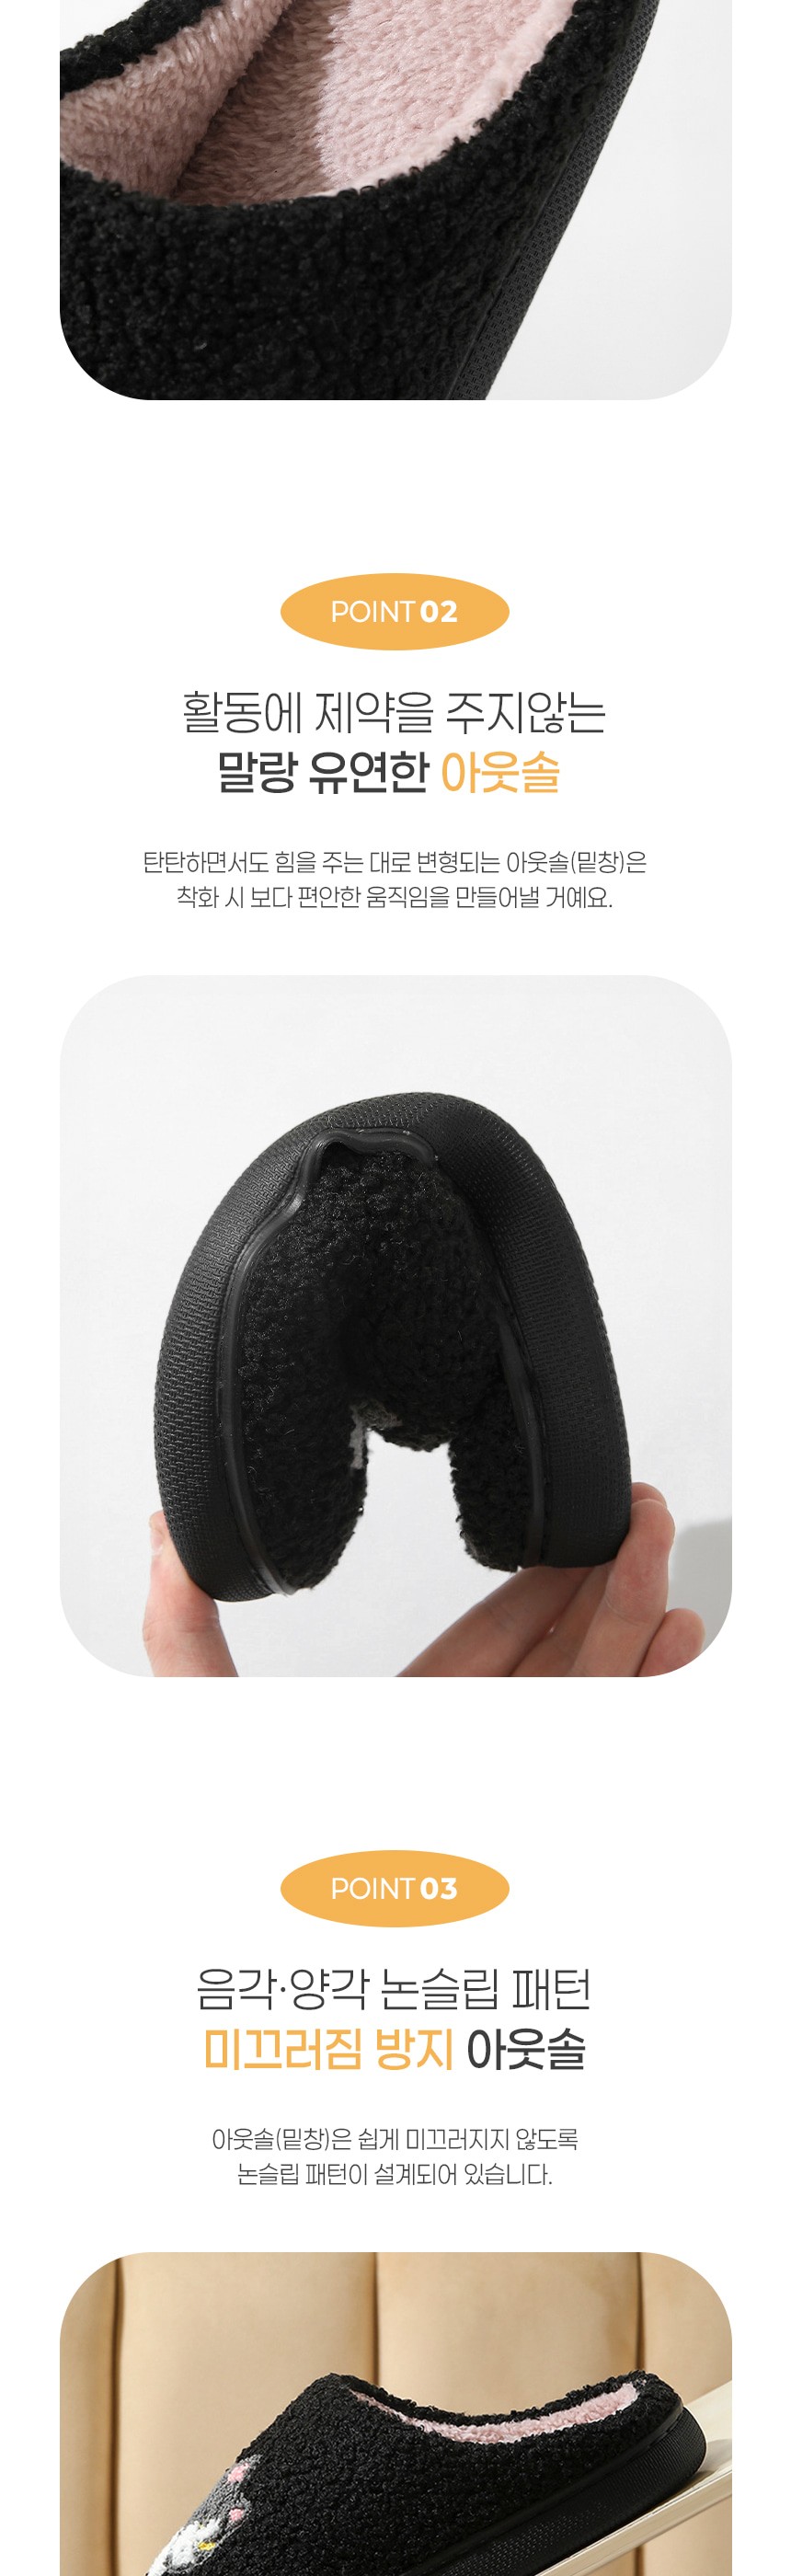 POINT 02
활동에 제약을 주지않는
말랑 유연한 아웃솔
탄탄하면서도 힘을 주는 대로 변형되는 아웃솔(밑창)은
착화 시 보다 편안한 움직임을 만들어낼 거예요.
POINT 03
음각·양각 논슬립 패턴
미끄러짐 방지 아웃솔
아웃솔(밑창)은 쉽게 미끄러지지 않도록
논슬립 패턴이 설계되어 있습니다.